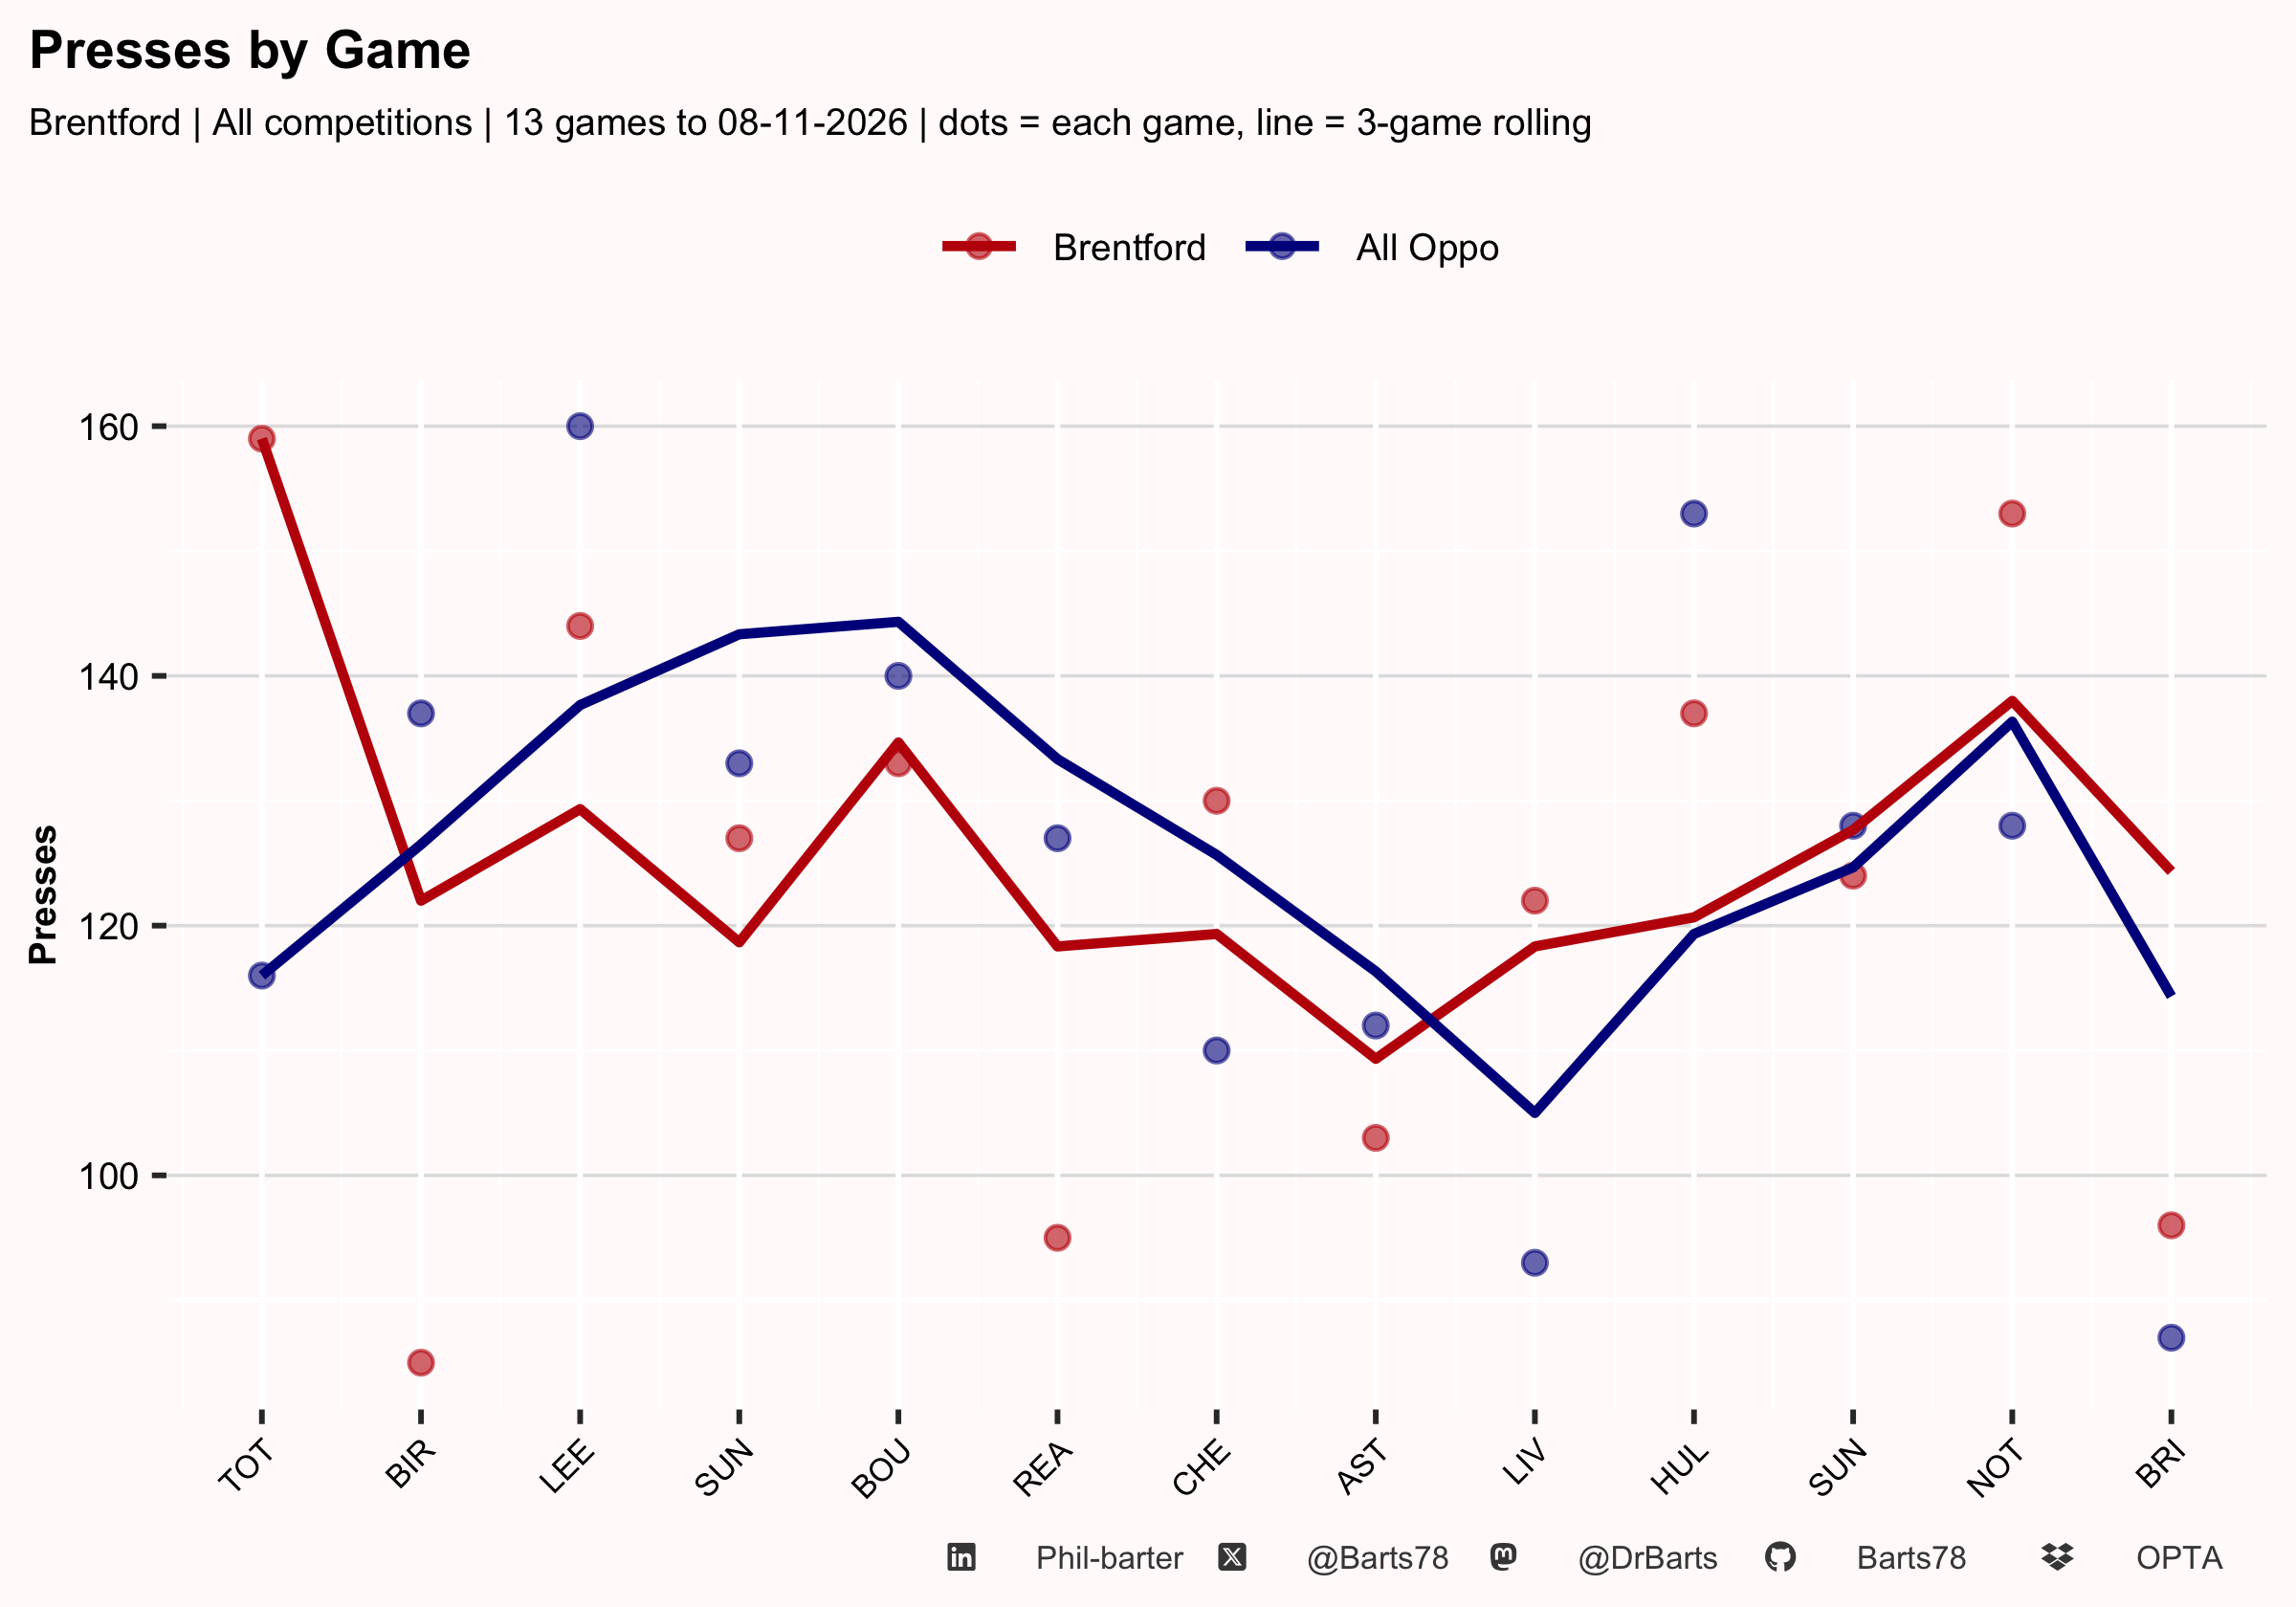 Presses by Game
Brentford | All competitions | 13 games to 08-11-2026 | dots = each game, line = 3-game rolling
Brentford All Oppo
Presses
160
140
120
100
TOT BIR LEE SUN BOU REA CHE AST LIV HUL SUN NOT BRI
Phil-barter @Barts78 @DrBarts Barts78 OPTA